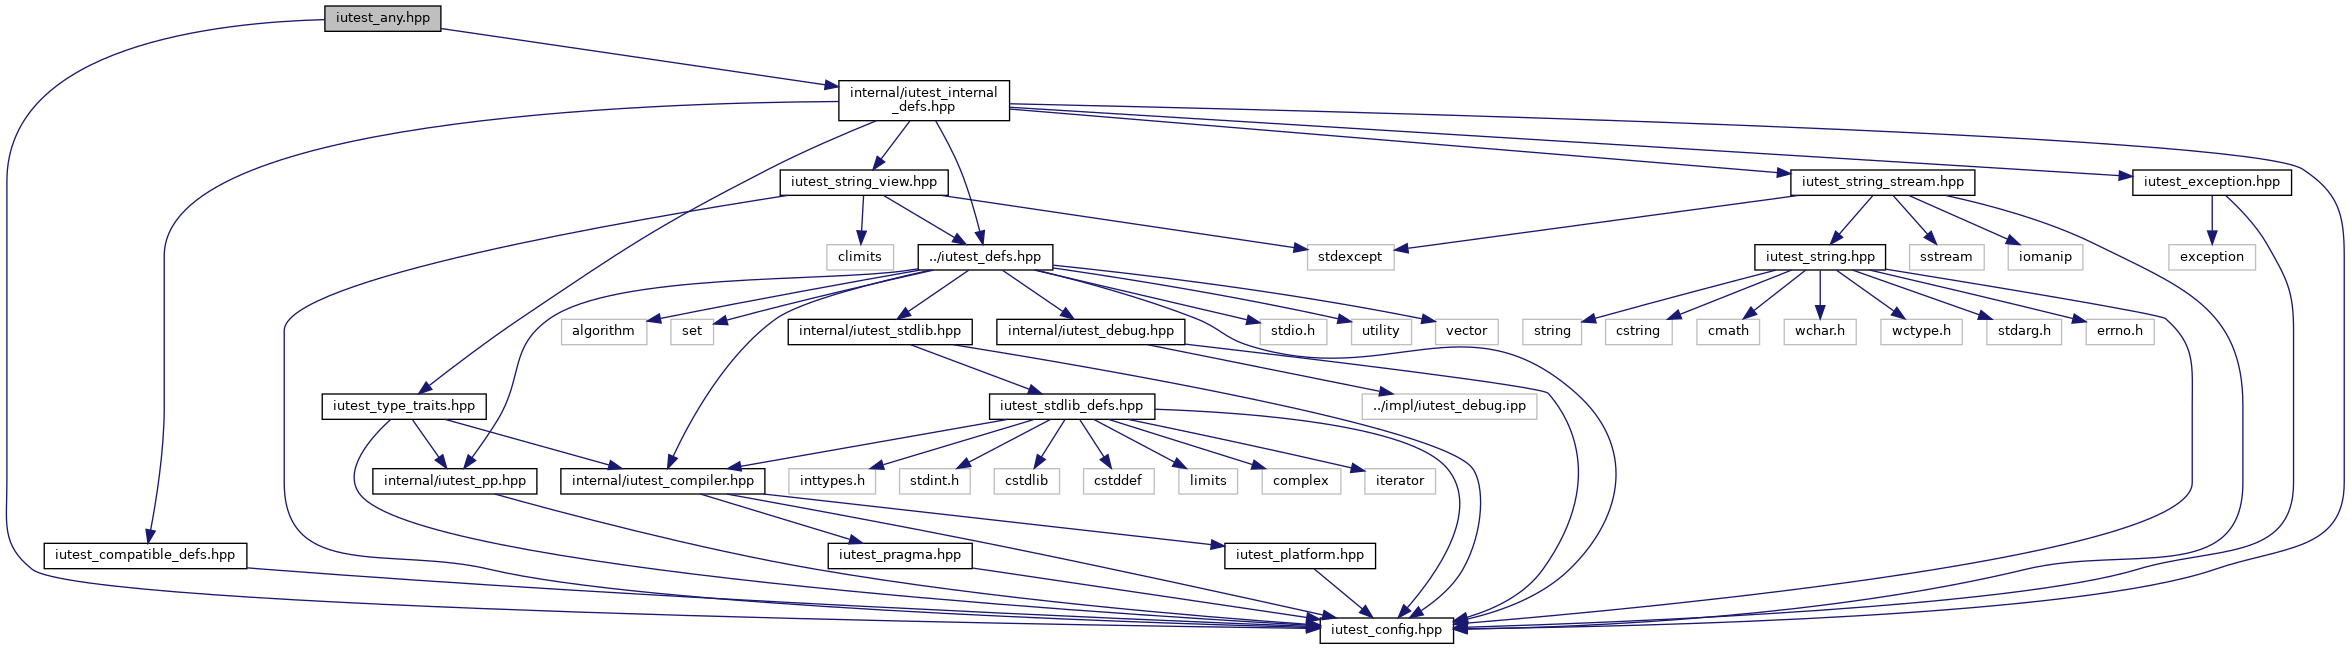 iutest_any.hpp
internal/iutest_internal
_defs.hpp
iutest_string_view.hpp
iutest_string_stream.hpp
iutest_exception.hpp
climits
../iutest_defs.hpp
stdexcept
iutest_string.hpp
sstream
iomanip
exception
algorithm
set
internal/iutest_stdlib.hpp
internal/iutest_debug.hpp
stdio.h
utility
vector
string
cstring
cmath
wchar.h
wctype.h
stdarg.h
errno.h
iutest_type_traits.hpp
iutest_stdlib_defs.hpp
../impl/iutest_debug.ipp
internal/iutest_pp.hpp
internal/iutest_compiler.hpp
inttypes.h
stdint.h
cstdlib
cstddef
limits
complex
iterator
iutest_compatible_defs.hpp
iutest_pragma.hpp
iutest_platform.hpp
iutest_config.hpp